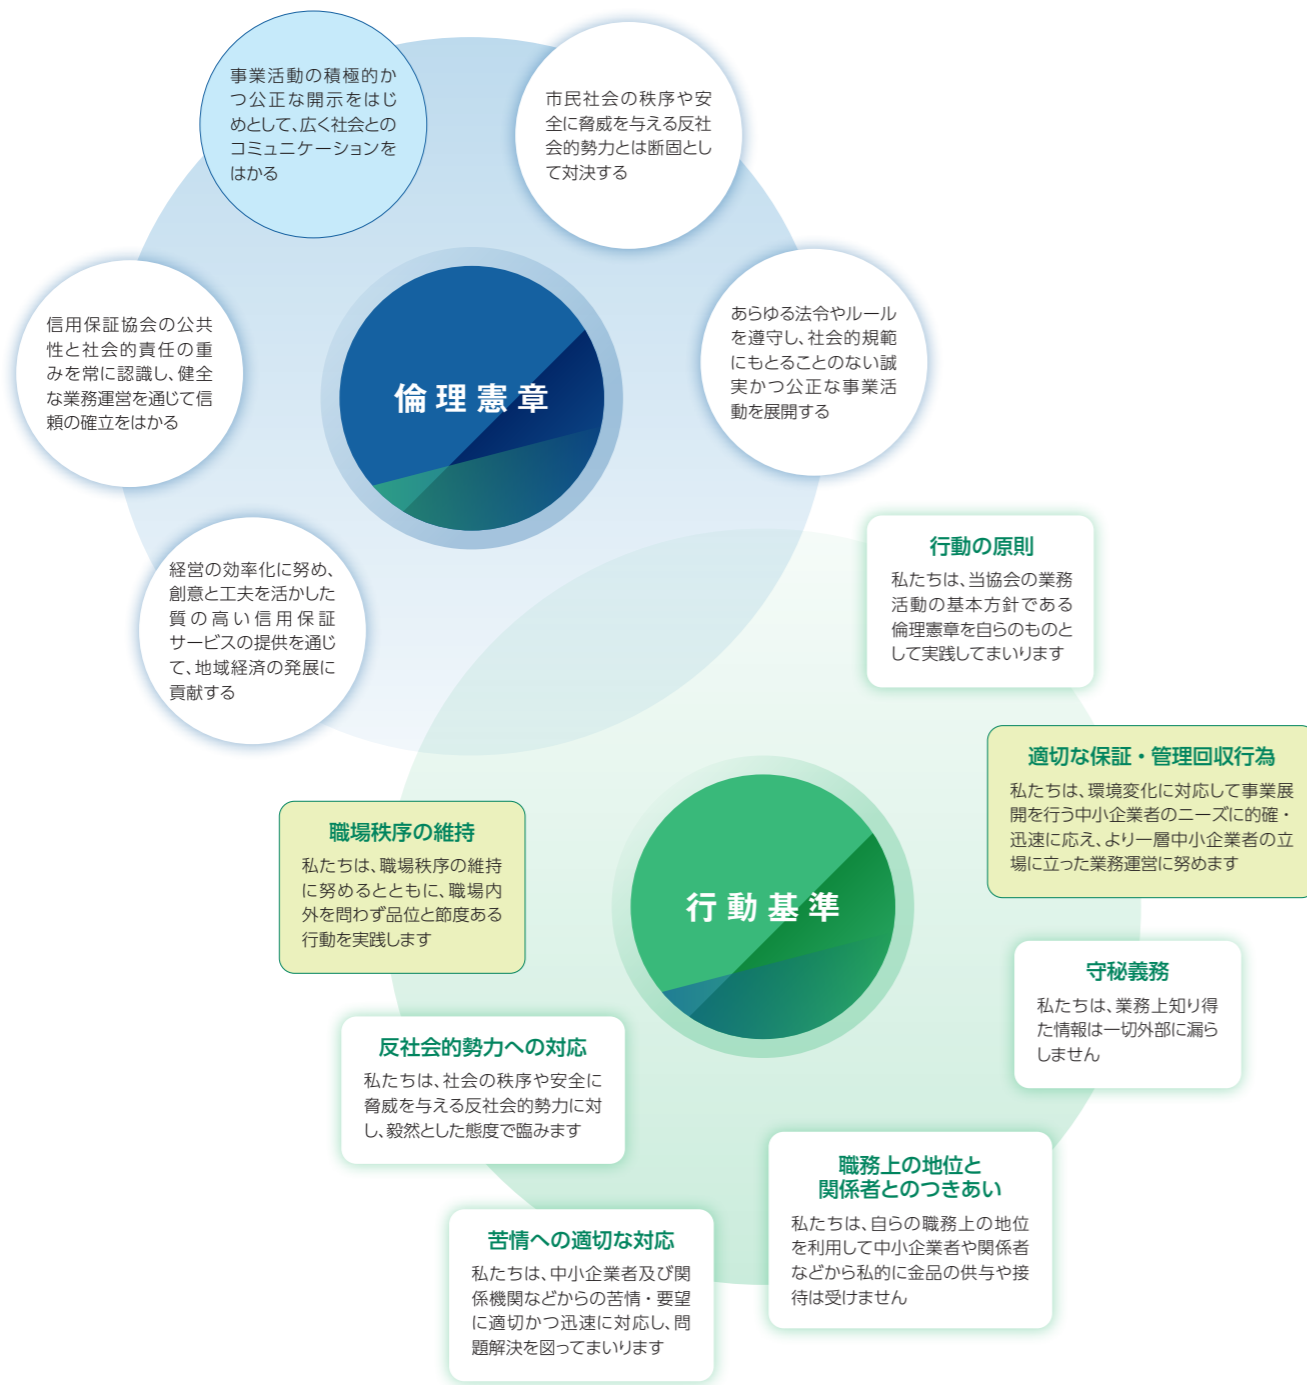 事業活動の積極的か
つ公正な開示をはじ
めとして、広く社会との
コミュニケーションを
はかる
市民社会の秩序や安
全に脅威を与える反社
会的勢力とは断固とし
て対決する
信用保証協会の公共
性と社会的責任の重
みを常に認識し、健全
な業務運営を通じて信
頼の確立をはかる
あらゆる法令やルール
を遵守し、社会的規範
にもとることのない誠
実かつ公正な事業活
動を展開する
倫理憲章
経営の効率化に努め、
創意と工夫を活かした
質の高い信用保証
サービスの提供を通じ
て、地域経済の発展に
貢献する
行動の原則
私たちは、当協会の業務
活動の基本方針である
倫理憲章を自らのものと
して実践してまいります
適切な保証・管理回収行為
私たちは、環境変化に対応して事業展
開を行う中小企業者のニーズに的確・
迅速に応え、より一層中小企業者の立
場に立った業務運営に努めます
職場秩序の維持
私たちは、職場秩序の維持
に努めるとともに、職場内
外を問わず品位と節度ある
行動を実践します
行動基準
守秘義務
私たちは、業務上知り得
た情報は一切外部に漏ら
しません
反社会的勢力への対応
私たちは、社会の秩序や安全に
脅威を与える反社会的勢力に対
し、毅然とした態度で臨みます
職務上の地位と
関係者とのつきあい
私たちは、自らの職務上の地位
を利用して中小企業者や関係者
などから私的に金品の供与や接
待は受けません
苦情への適切な対応
私たちは、中小企業者及び関
係機関などからの苦情・要望
に適切かつ迅速に対応し、問
題解決を図ってまいります